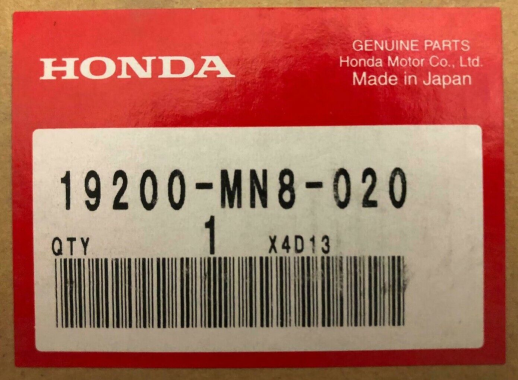 HONDA
GENUINE PARTS
Honda Motor Co., Ltd.
Made in Japan
19200-MN8-020
QTY 1 X4D13